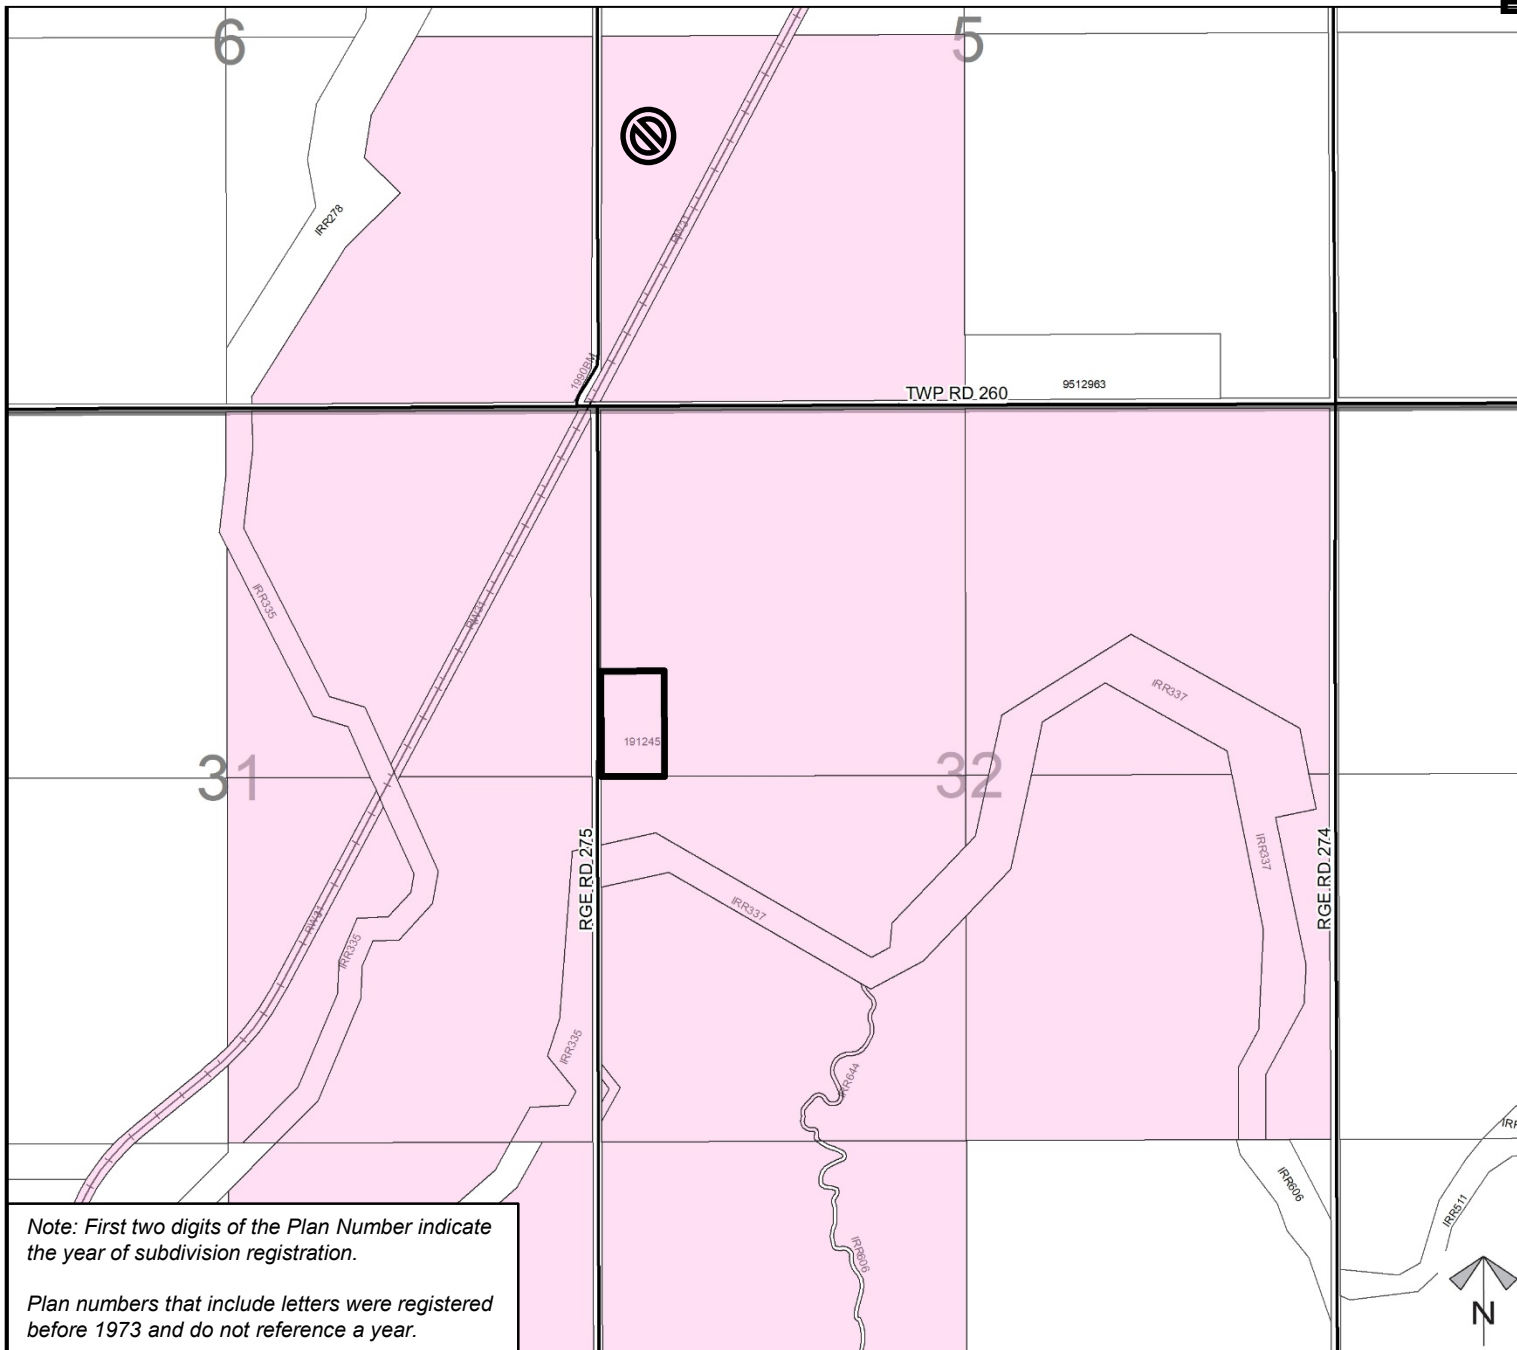 6
5
IRR278
RW31
1990BM
TWP RD 260
9512963
IRR335
RW31
IRR337
191245
31
32
RGE RD 275
IRR337
RGE RD 274
IRR337
RW31
IRR335
IRR335
IRR644
IRR606
IRR606
IRR511
Note: First two digits of the Plan Number indicate
the year of subdivision registration.
Plan numbers that include letters were registered
before 1973 and do not reference a year.
N